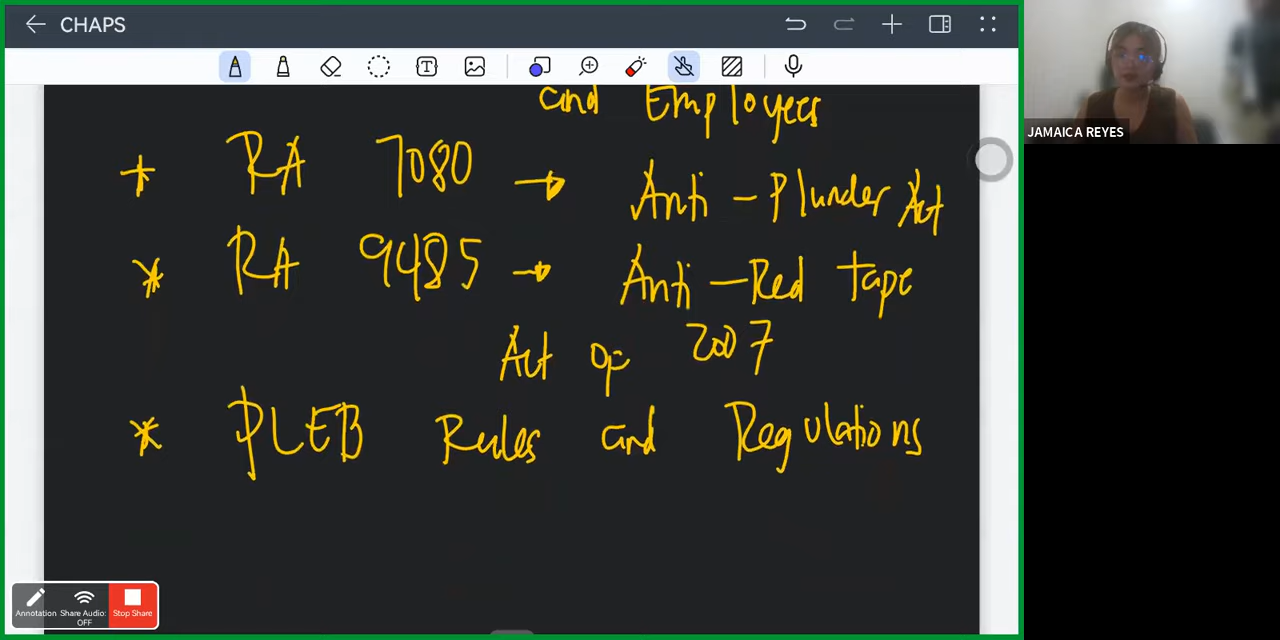 CHAPS
JAMAICA REYES
and Employees
RA 7080 → Anti - Plunder Act
* RA 9485 → Anti - Red tape
Act of 2007
* PLEB Rules and Regulations
Annotation
Share Audio: OFF
Stop Share